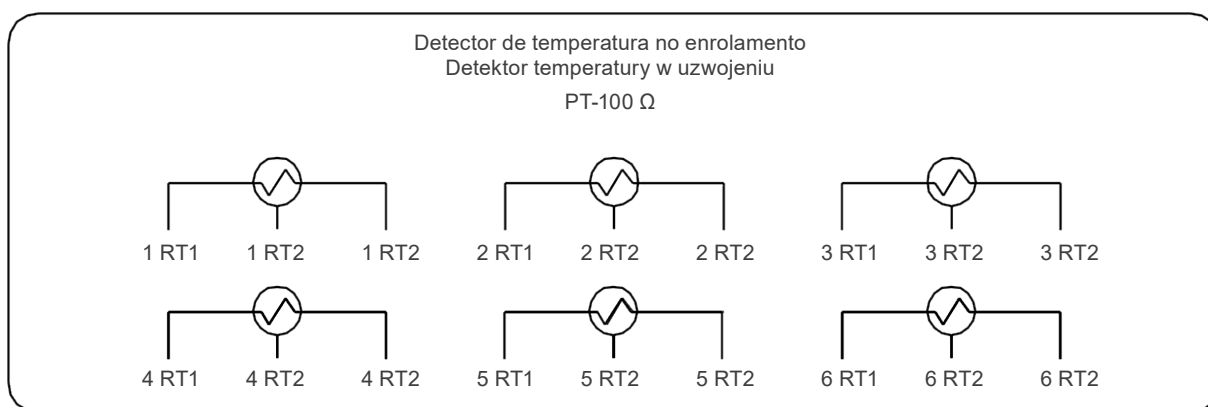 Detector de temperatura no enrolamento
Detektor temperatury w uzwojeniu
PT-100 Ω
1 RT1 1 RT2 1 RT2 2 RT1 2 RT2 2 RT2 3 RT1 3 RT2 3 RT2
4 RT1 4 RT2 4 RT2 5 RT1 5 RT2 5 RT2 6 RT1 6 RT2 6 RT2